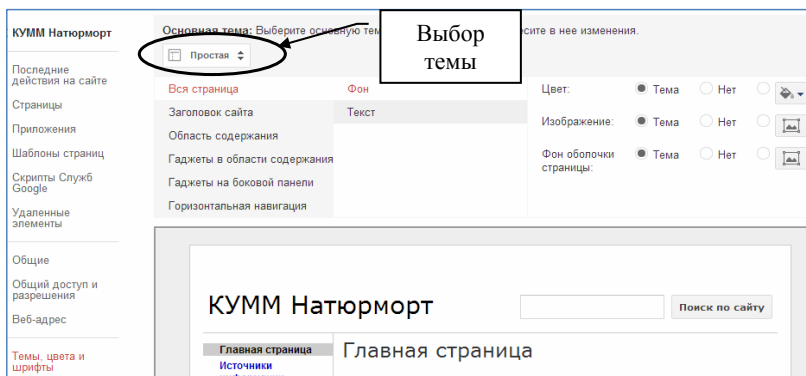 КУММ Натюрморт
Последние
действия на сайте
Страницы
Приложения
Шаблоны страниц
Скрипты Служб
Google
Удаленные
элементы
Общие
Общий доступ и
разрешения
Веб-адрес
Темы, цвета и
шрифты
Основная тема: Выберите основную тем
сите в нее изменения.
Выбор
темы
Простая
Вся страница
Заголовок сайта
Область содержания
Гаджеты в области содержания
Гаджеты на боковой панели
Горизонтальная навигация
Фон
Текст
Цвет: Тема Нет
Изображение: Тема Нет
Фон оболочки
страницы: Тема Нет
КУММ Натюрморт
Поиск по сайту
Главная страница
Источники
Главная страница